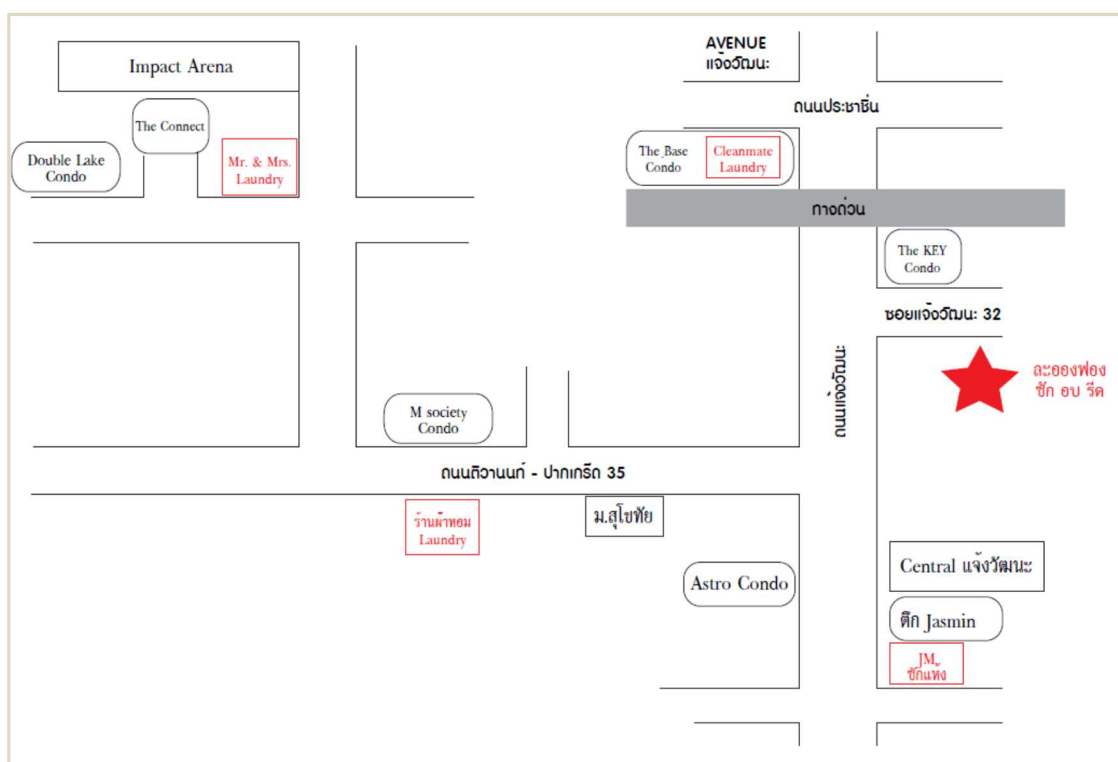 Impact Arena
AVENUE
แจ้งวัฒนะ
ถนนประชาชื่น
The Connect
Double Lake
Condo
Mr. & Mrs.
Laundry
The Base
Condo
Cleanmate
Laundry
ทางด่วน
The KEY
Condo
ซอยแจ้งวัฒนะ 32
ถนนแจ้งวัฒนะ
ละอองฟอง
ซัก อบ รีด
M society
Condo
ถนนติวานนท์ - ปากเกร็ด 35
ร้านผ้าหอม
Laundry
ม.สุโขทัย
Astro Condo
Central แจ้งวัฒนะ
ตึก Jasmin
JM.
ซักแห้ง